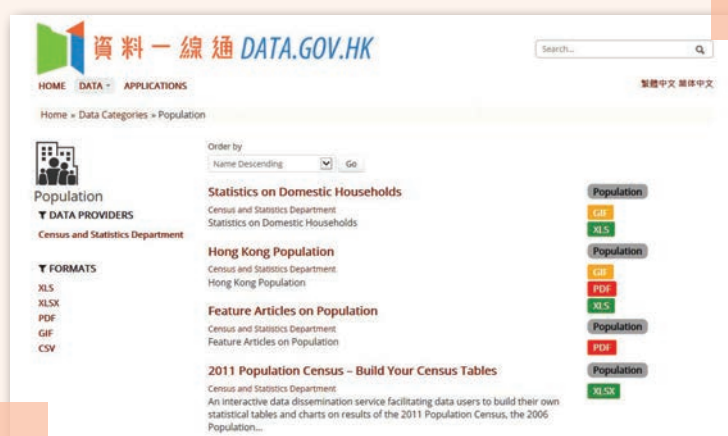 資料一線通 DATA.GOV.HK
Search...
HOME DATA APPLICATIONS
繁體中文 簡体中文
Home » Data Categories » Population
Order by
Name Descending Go
Population
DATA PROVIDERS
Census and Statistics Department
FORMATS
XLS
XLSX
PDF
GIF
CSV
Statistics on Domestic Households
Census and Statistics Department
Statistics on Domestic Households
Population
GIF
XLS
Hong Kong Population
Census and Statistics Department
Hong Kong Population
Population
GIF
PDF
XLS
Feature Articles on Population
Census and Statistics Department
Feature Articles on Population
Population
PDF
2011 Population Census – Build Your Census Tables
Census and Statistics Department
An interactive data dissemination service facilitating data users to build their own
statistical tables and charts on results of the 2011 Population Census, the 2006
Population...
Population
XLSX